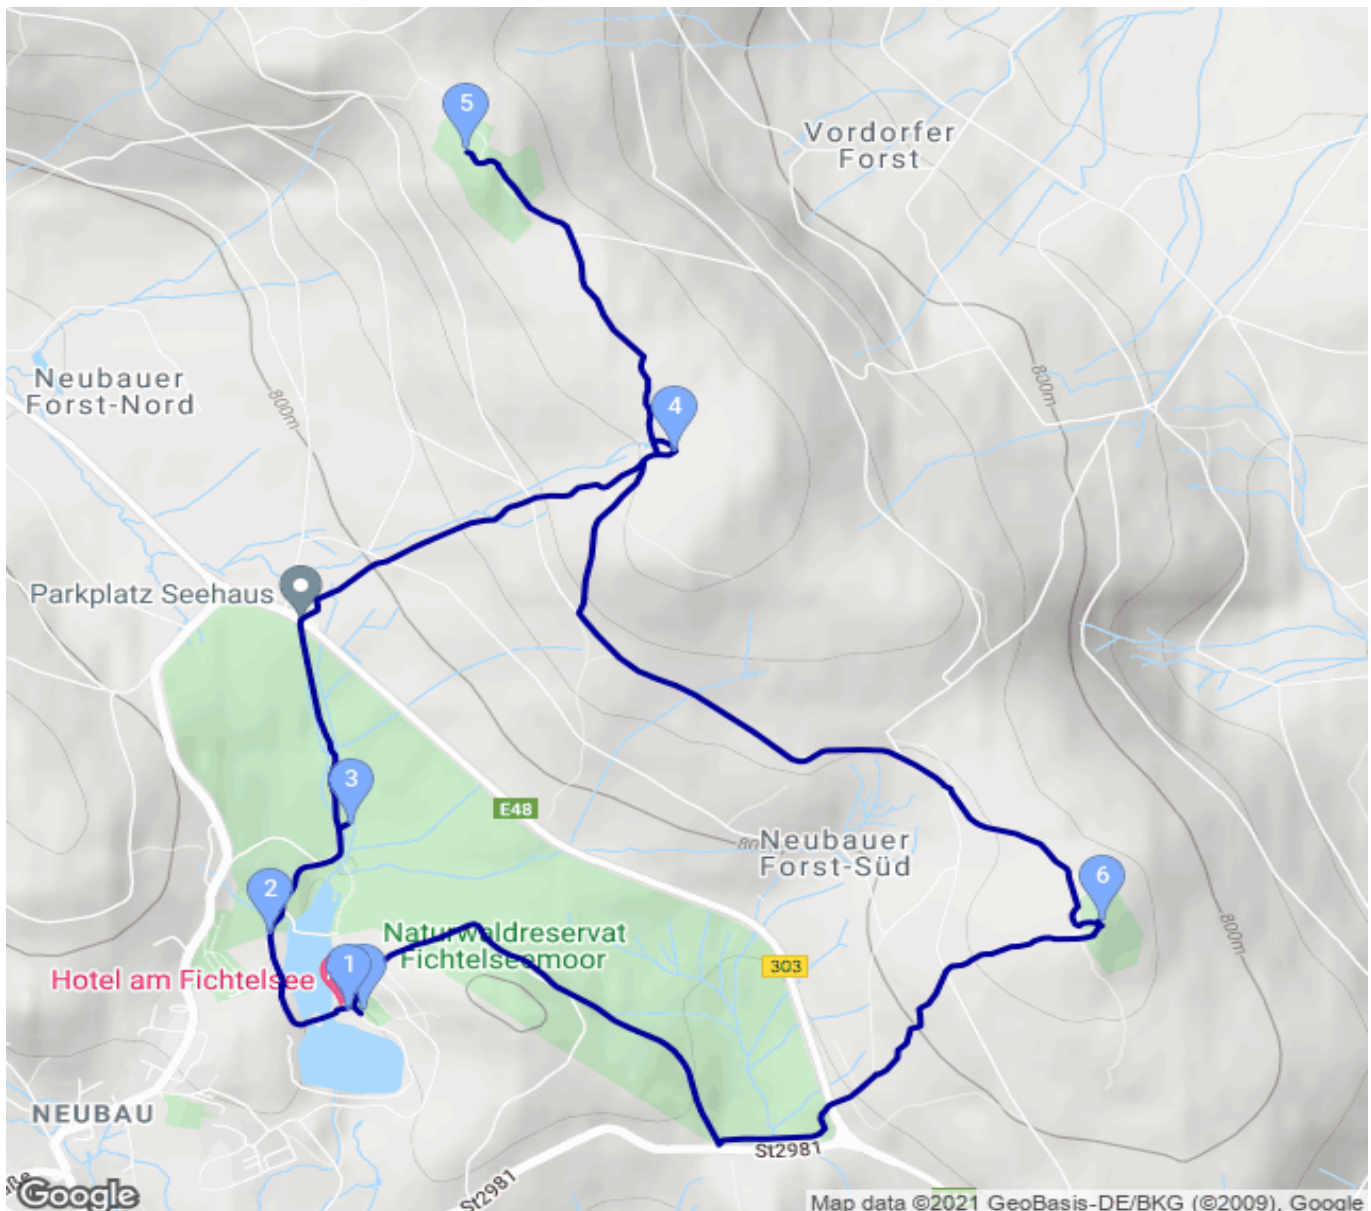 5
Vordorfer
Forst
Neubauer
Forst-Nord
800m
800m
4
Parkplatz Seehaus
3
E48
Neubauer
Forst-Süd
80
6
2
Naturwaldreservat
Fichtelseemoor
800m
1
Hotel am Fichtelsee
303
NEUBAU
St2981
St2981
Google
Map data ©2021 GeoBasis-DE/BKG (©2009), Google